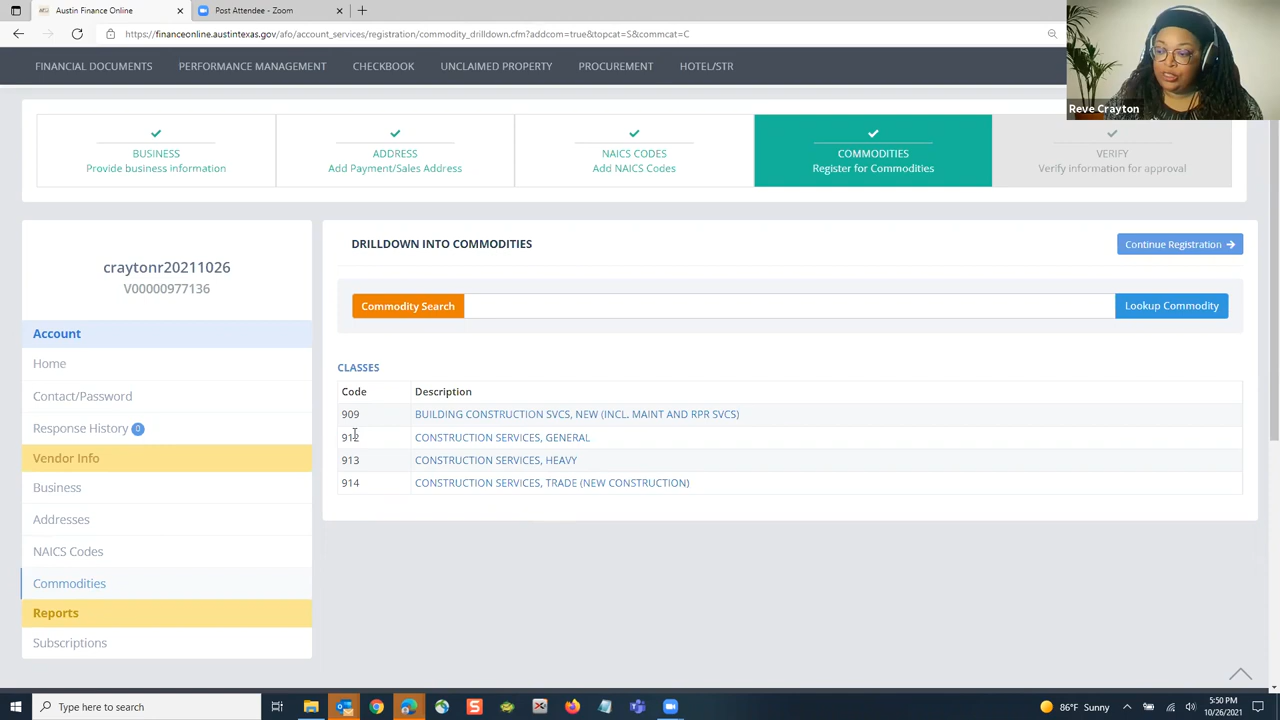 Austin Finance Online
Post Attendee - Zoom
https://financeonline.austintexas.gov/afo/account_services/registration/commodity_drilldown.cfm?addcom=true&topcat=S&commcat=C
FINANCIAL DOCUMENTS PERFORMANCE MANAGEMENT CHECKBOOK UNCLAIMED PROPERTY PROCUREMENT HOTEL/STR
Reve Crayton
BUSINESS
Provide business information
ADDRESS
Add Payment/Sales Address
NAICS CODES
Add NAICS Codes
COMMODITIES
Register for Commodities
VERIFY
Verify information for approval
craytonr20211026
V00000977136
Account
Home
Contact/Password
Response History 0
Vendor Info
Business
Addresses
NAICS Codes
Commodities
Reports
Subscriptions
DRILLDOWN INTO COMMODITIES
Continue Registration
Commodity Search
Lookup Commodity
CLASSES
Code Description
909 BUILDING CONSTRUCTION SVCS, NEW (INCL. MAINT AND RPR SVCS)
912 CONSTRUCTION SERVICES, GENERAL
913 CONSTRUCTION SERVICES, HEAVY
914 CONSTRUCTION SERVICES, TRADE (NEW CONSTRUCTION)
Type here to search
86°F Sunny
5:50 PM
10/26/2021